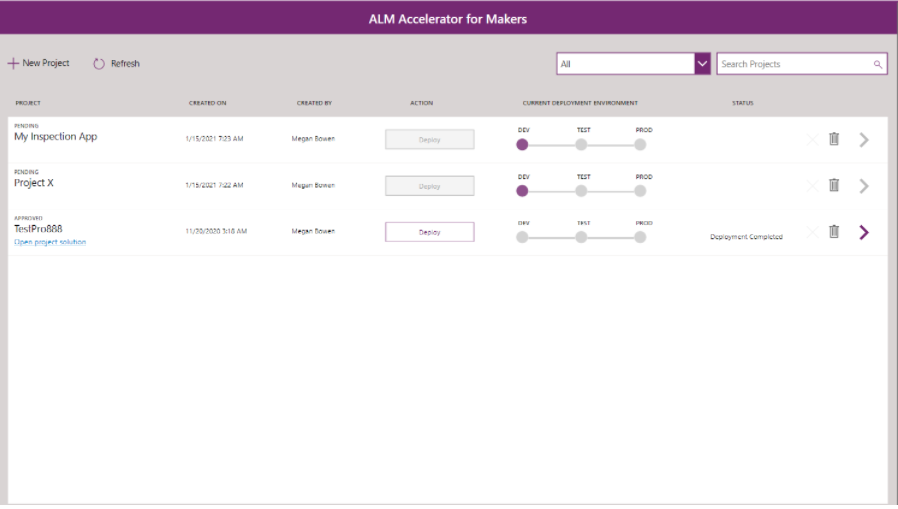 ALM Accelerator for Makers
New Project
Refresh
All
Search Projects
PROJECT CREATED ON CREATED BY ACTION CURRENT DEPLOYMENT ENVIRONMENT STATUS
PENDING
My Inspection App
1/15/2021 7:23 AM
Megan Bowen
Deploy
DEV TEST PROD
PENDING
Project X
1/15/2021 7:22 AM
Megan Bowen
Deploy
DEV TEST PROD
APPROVED
TestPro888
Open project solution
11/20/2020 3:18 AM
Megan Bowen
Deploy
DEV TEST PROD
Deployment Completed